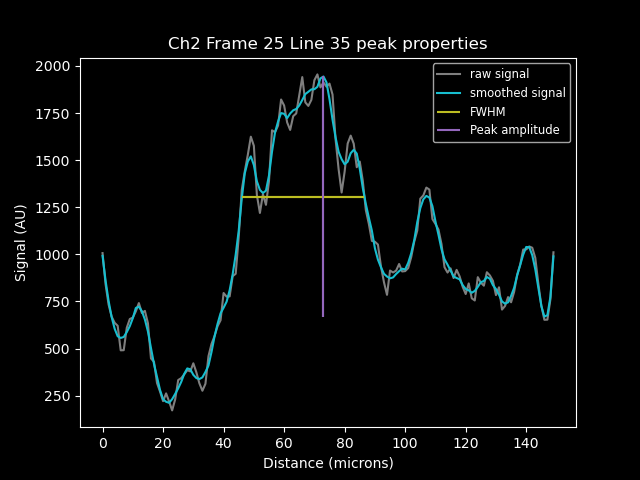 Ch2 Frame 25 Line 35 peak properties
raw signal
smoothed signal
FWHM
Peak amplitude
Signal (AU)
2000
1750
1500
1250
1000
750
500
250
0 20 40 60 80 100 120 140
Distance (microns)